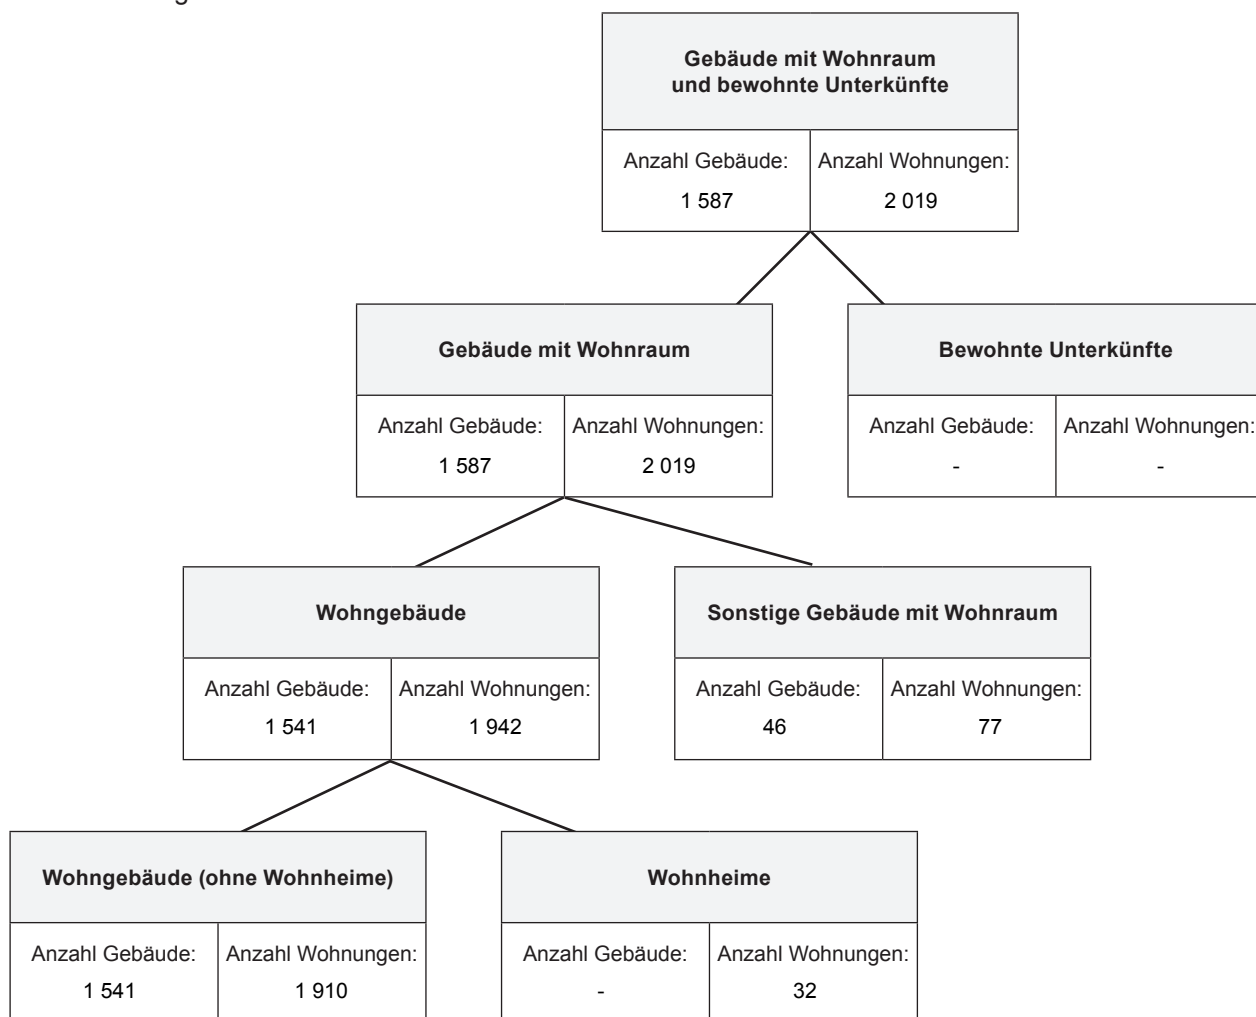 Gebäude mit Wohnraum
und bewohnte Unterkünfte
Anzahl Gebäude: Anzahl Wohnungen:
1 587 2 019
Gebäude mit Wohnraum Bewohnte Unterkünfte
Anzahl Gebäude: Anzahl Wohnungen: Anzahl Gebäude: Anzahl Wohnungen:
1 587 2 019 - -
Wohngebäude Sonstige Gebäude mit Wohnraum
Anzahl Gebäude: Anzahl Wohnungen: Anzahl Gebäude: Anzahl Wohnungen:
1 541 1 942 46 77
Wohngebäude (ohne Wohnheime) Wohnheime
Anzahl Gebäude: Anzahl Wohnungen: Anzahl Gebäude: Anzahl Wohnungen:
1 541 1 910 - 32